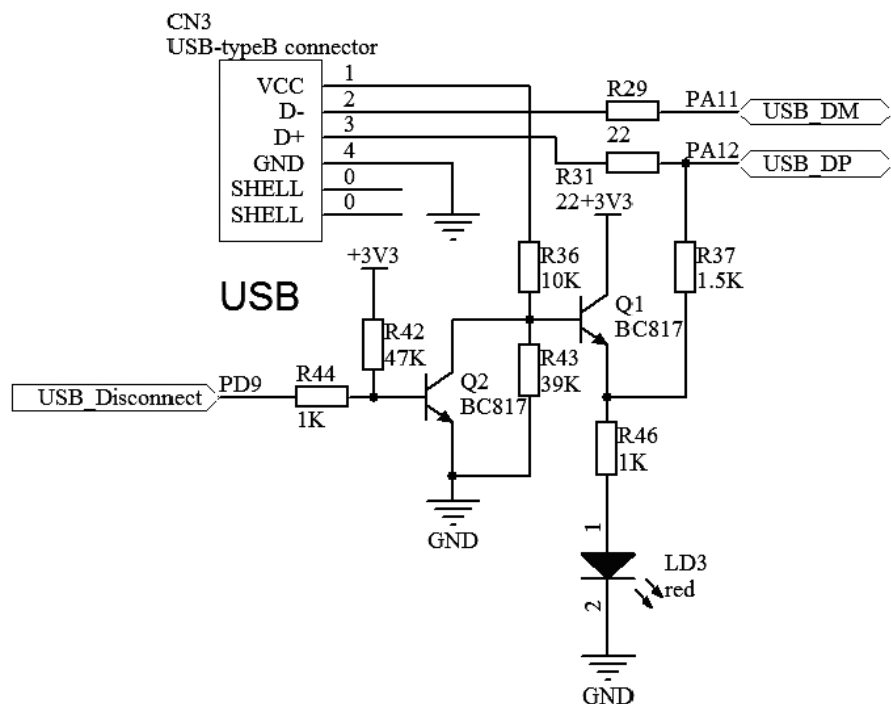 CN3
USB-typeB connector
VCC 1
D- 2
D+ 3
GND 4
SHELL 0
SHELL 0
R29
22
PA11
USB_DM
R31
22
PA12
USB_DP
+3V3
R36
10K
R37
1.5K
+3V3
USB
Q1
BC817
R42
47K
R43
39K
USB_Disconnect
PD9
R44
1K
Q2
BC817
R46
1K
GND
1
LD3
red
2
GND